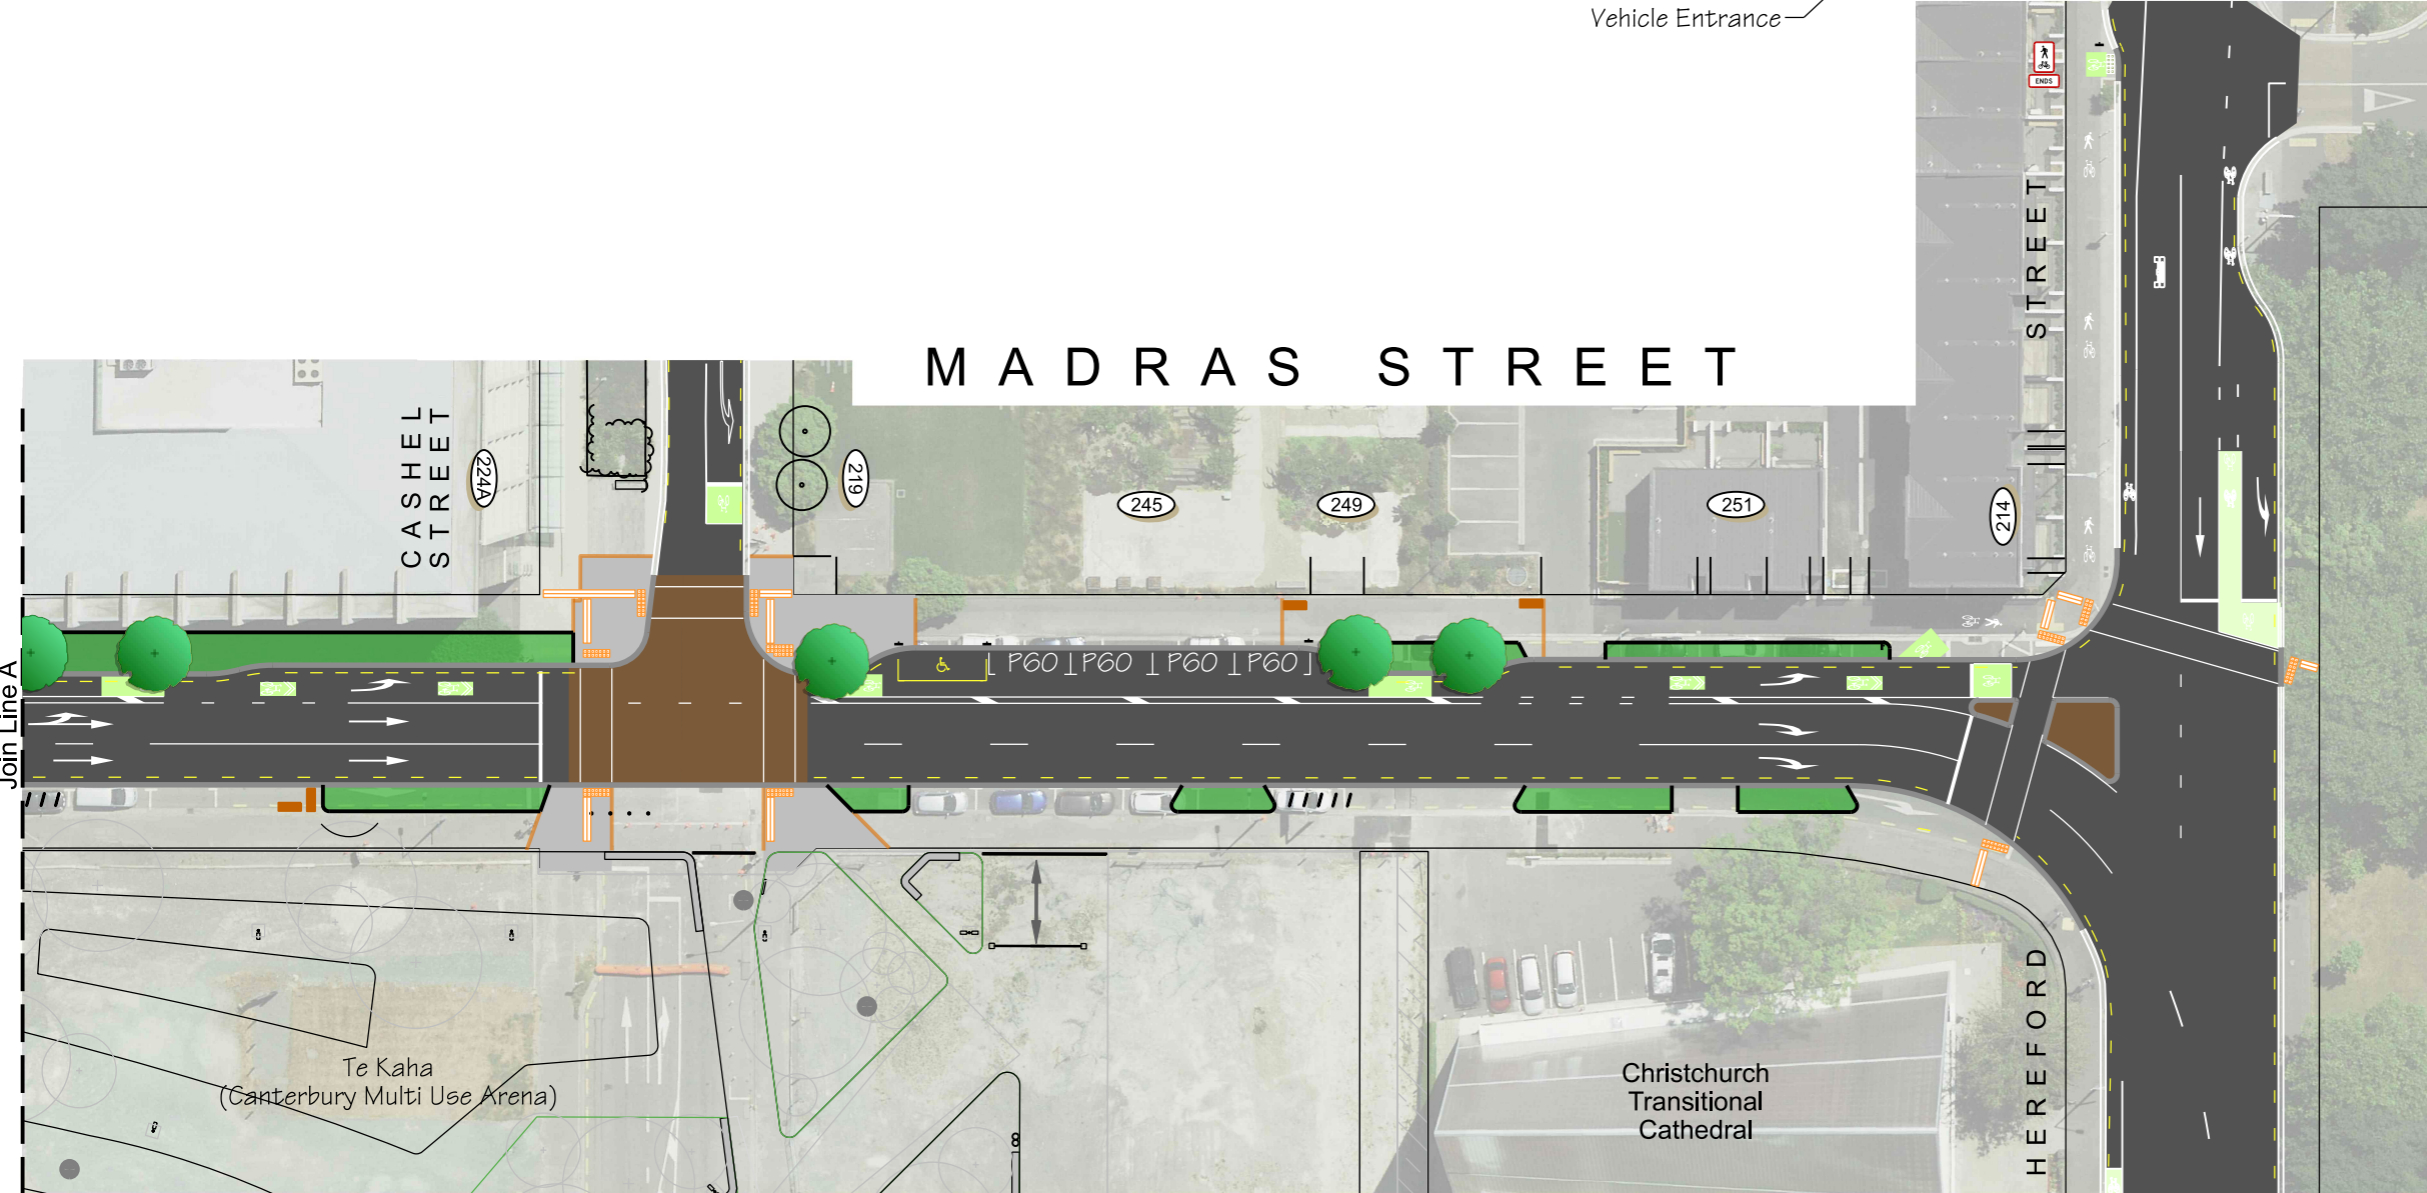 Vehicle Entrance
ENDS
MADRAS STREET
STREET
CASHEL
STREET
224A
219
245
249
251
214
P60
P60
P60
P60
Join Line A
HEREFORD
Te Kaha
(Canterbury Multi Use Arena)
Christchurch
Transitional
Cathedral